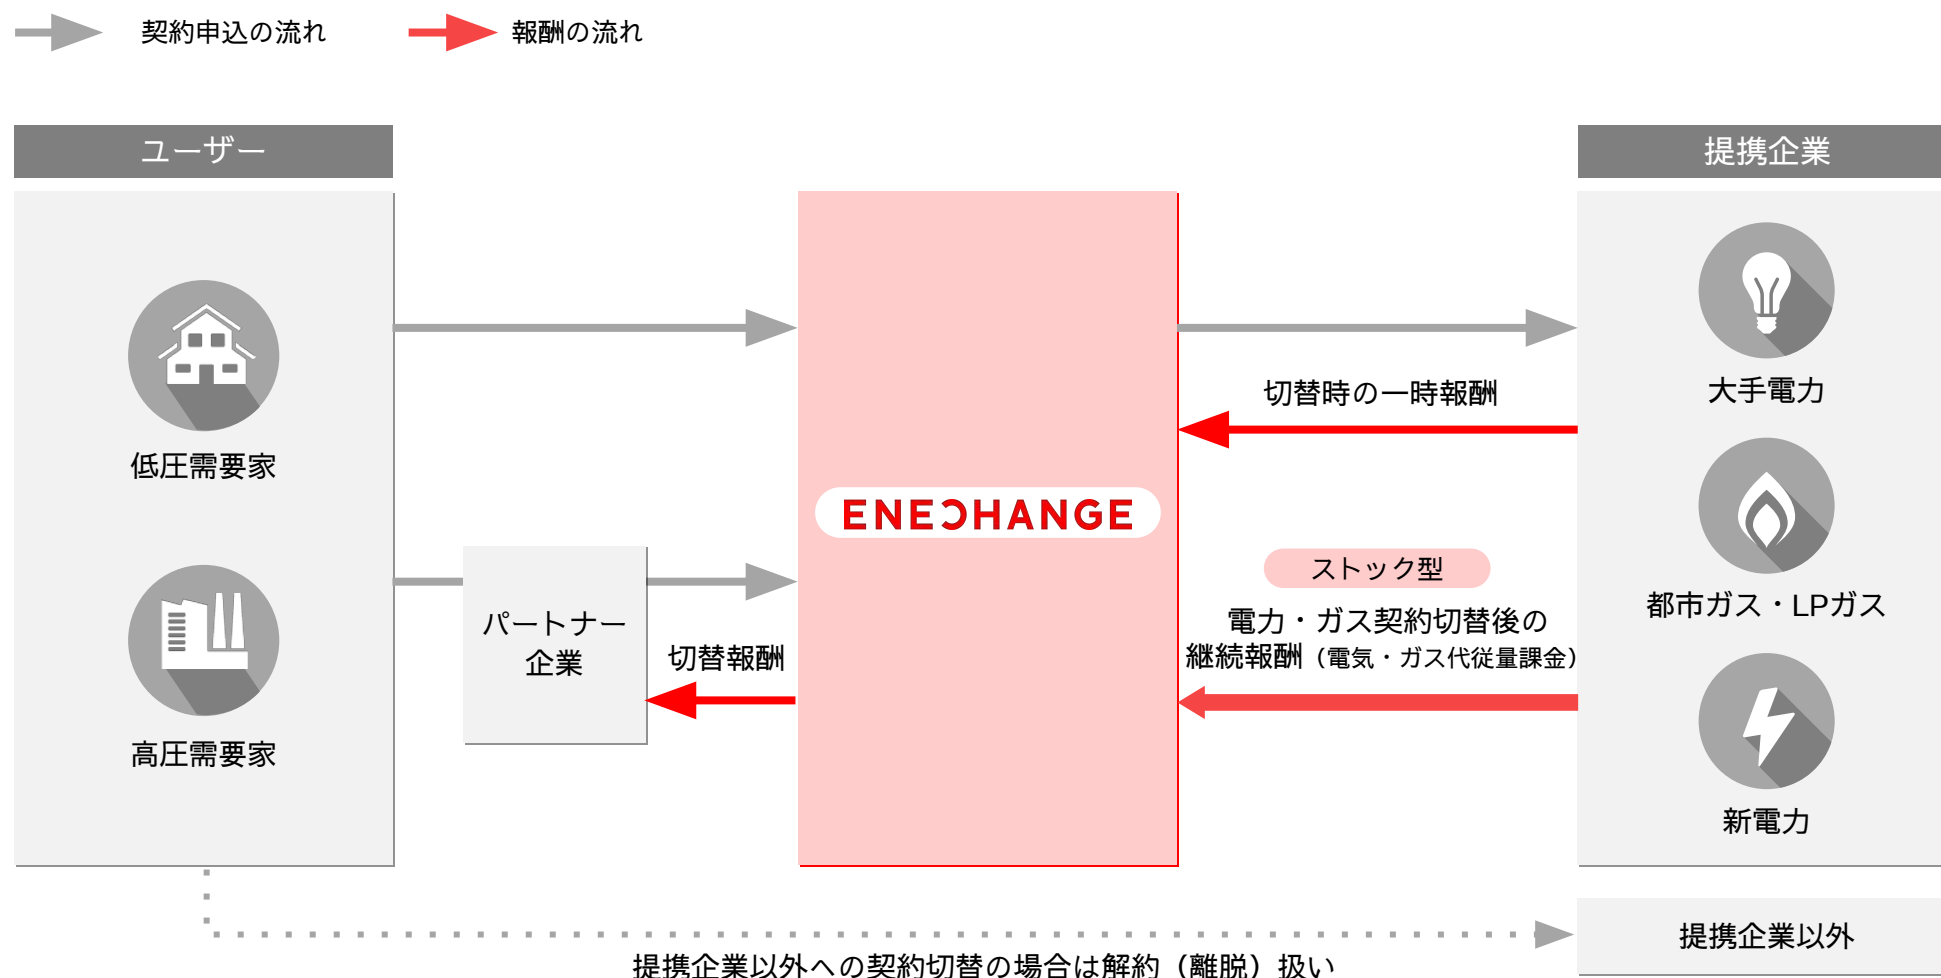 契約申込の流れ
報酬の流れ
ユーザー
提携企業
低圧需要家
高圧需要家
パートナー
企業
切替報酬
ENECHANGE
切替時の一時報酬
ストック型
電力・ガス契約切替後の
継続報酬（電気・ガス代従量課金）
大手電力
都市ガス・LPガス
新電力
提携企業以外
提携企業以外への契約切替の場合は解約（離脱）扱い